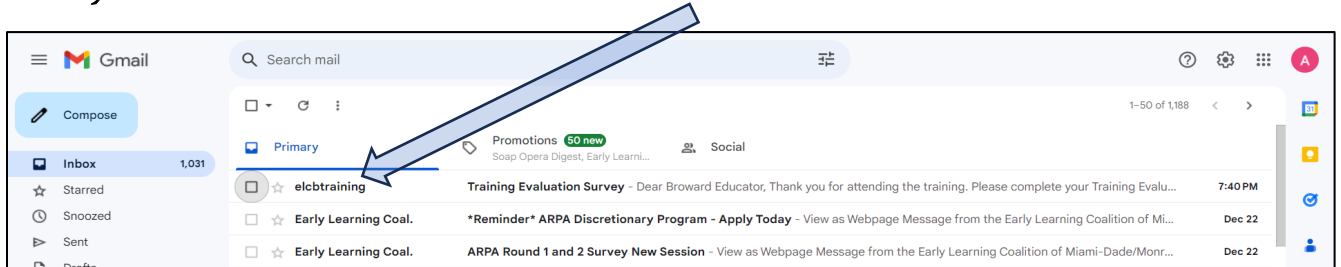 Gmail
Search mail
A
Compose
1–50 of 1,188
31
Primary
Promotions 50 new
Soap Opera Digest, Early Learni...
Social
Inbox 1,031
elcbtraining Training Evaluation Survey - Dear Broward Educator, Thank you for attending the training. Please complete your Training Evalu... 7:40 PM
Starred
Snoozed
Early Learning Coal. *Reminder* ARPA Discretionary Program - Apply Today - View as Webpage Message from the Early Learning Coalition of Mi... Dec 22
Sent
Early Learning Coal. ARPA Round 1 and 2 Survey New Session - View as Webpage Message from the Early Learning Coalition of Miami-Dade/Monr... Dec 22